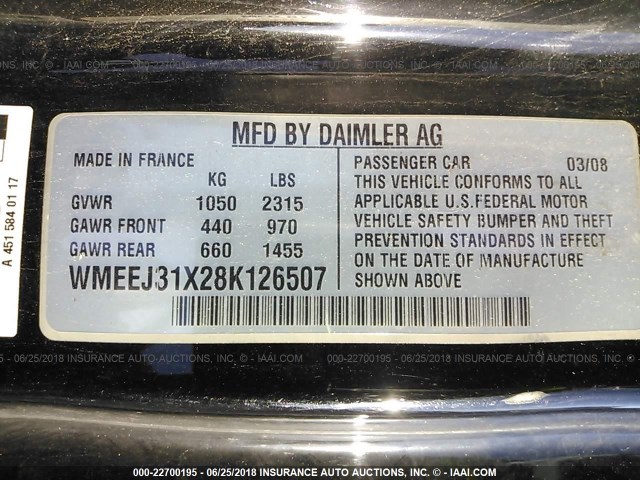 MFD BY DAIMLER AG
MADE IN FRANCE
KG LBS
GVWR 1050 2315
GAWR FRONT 440 970
GAWR REAR 660 1455
WMEEJ31X28K126507
PASSENGER CAR 03/08
THIS VEHICLE CONFORMS TO ALL
APPLICABLE U.S.FEDERAL MOTOR
VEHICLE SAFETY BUMPER AND THEFT
PREVENTION STANDARDS IN EFFECT
ON THE DATE OF MANUFACTURE
SHOWN ABOVE
A 451 584 01 17
000-22700195 - 06/25/2018 INSURANCE AUTO AUCTIONS, INC. - © IAAI.COM